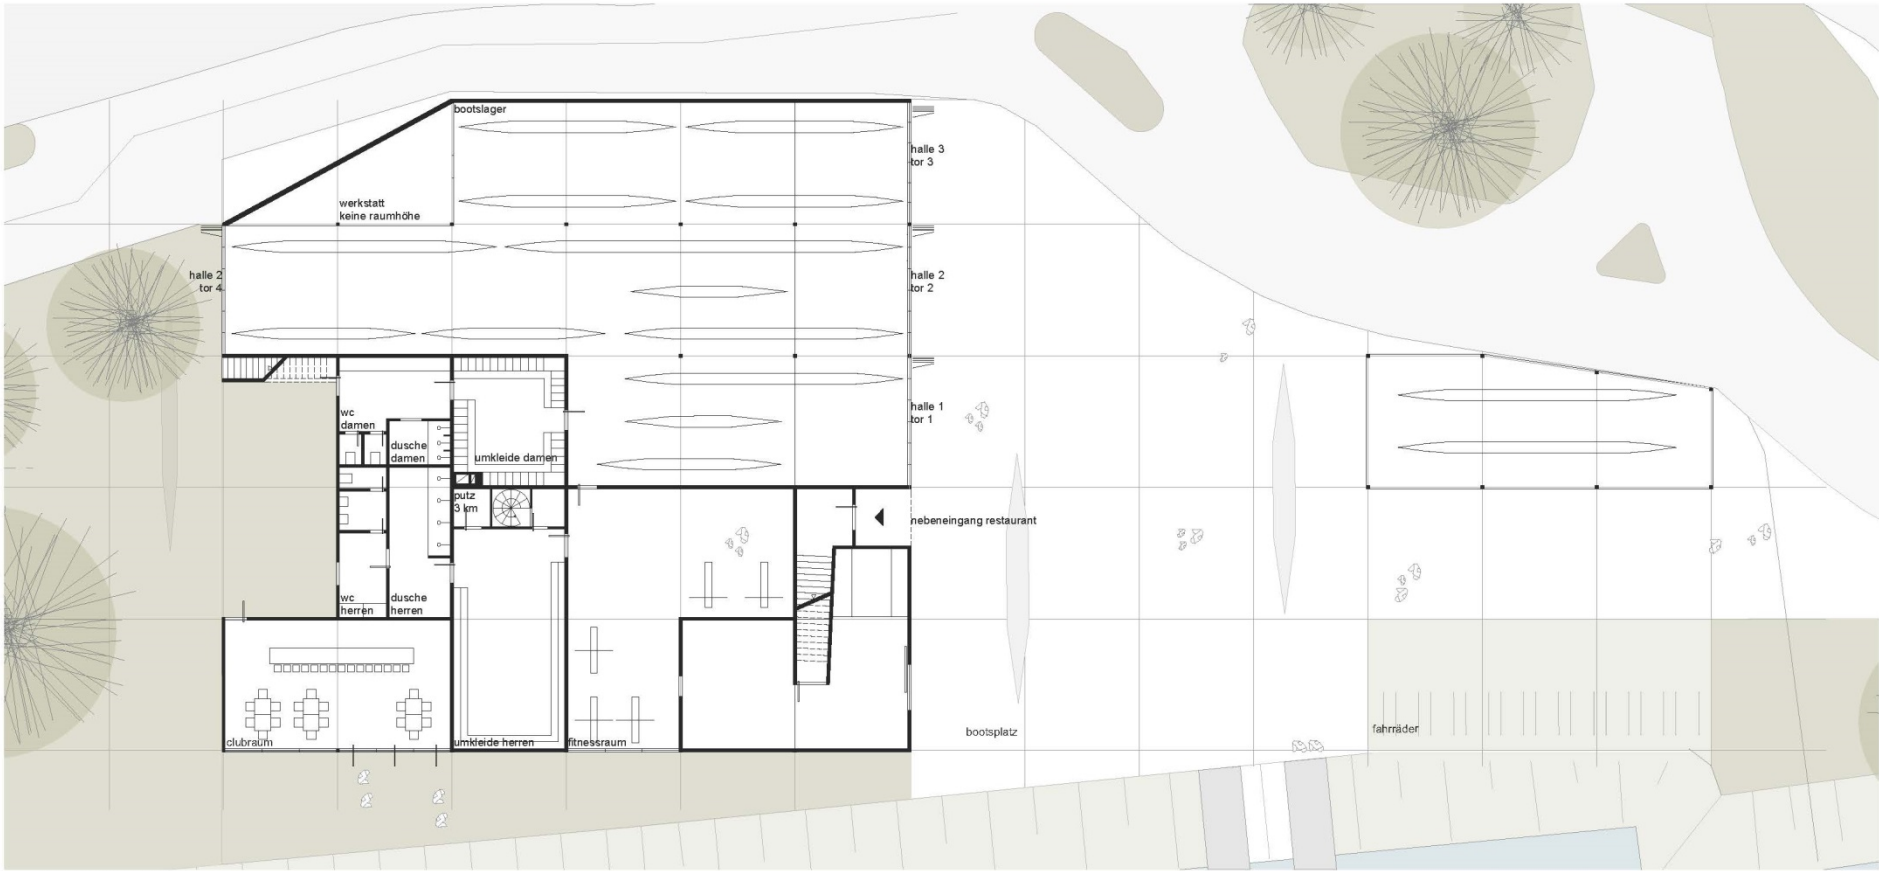 bootslager
halle 3
tor 3
werkstatt
keine raumhöhe
halle 2
tor 4
halle 2
tor 2
halle 1
tor 1
wc
damen
dusche
damen
umkleide damen
putz
3 km
nebeneingang restaurant
wc
herren
dusche
herren
clubraum
umkleide herren
fitnessraum
bootsplatz
fahrräder